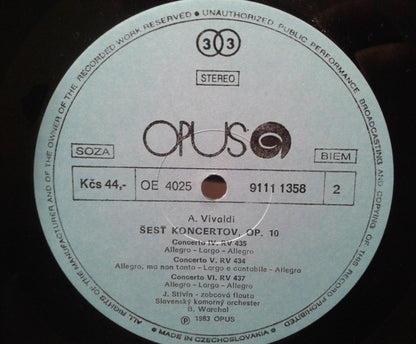 ALL RIGHTS OF THE MANUFACTURER AND OF THE OWNER OF THE RECORDED WORK RESERVED • UNAUTHORIZED PUBLIC PERFORMANCE, BROADCASTING AND COPYING OF THIS RECORD PROHIBITED
• MADE IN CZECHOSLOVAKIA •
33
STEREO
OPUS
SOZA
BIEM
Kčs 44,- OE 4025 9111 1358 2
A. Vivaldi
ŠESŤ KONCERTOV, OP. 10
Concerto IV. RV 435
Allegro - Largo - Allegro
Concerto V. RV 434
Allegro, ma non tanto - Largo e cantabile - Allegro
Concerto VI. RV 437
Allegro - Largo - Allegro
J. Stivín - zobcová flauta
Slovenský komorný orchester
B. Warchal
Ⓟ 1983 OPUS